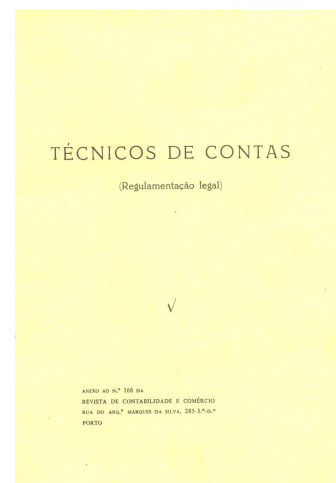 TÉCNICOS DE CONTAS
(Regulamentação legal)
ANEXO AO N.º 166 DA
REVISTA DE CONTABILIDADE E COMÉRCIO
RUA DO ARQ.º MARQUES DA SILVA, 285-3.º-D.º
PORTO